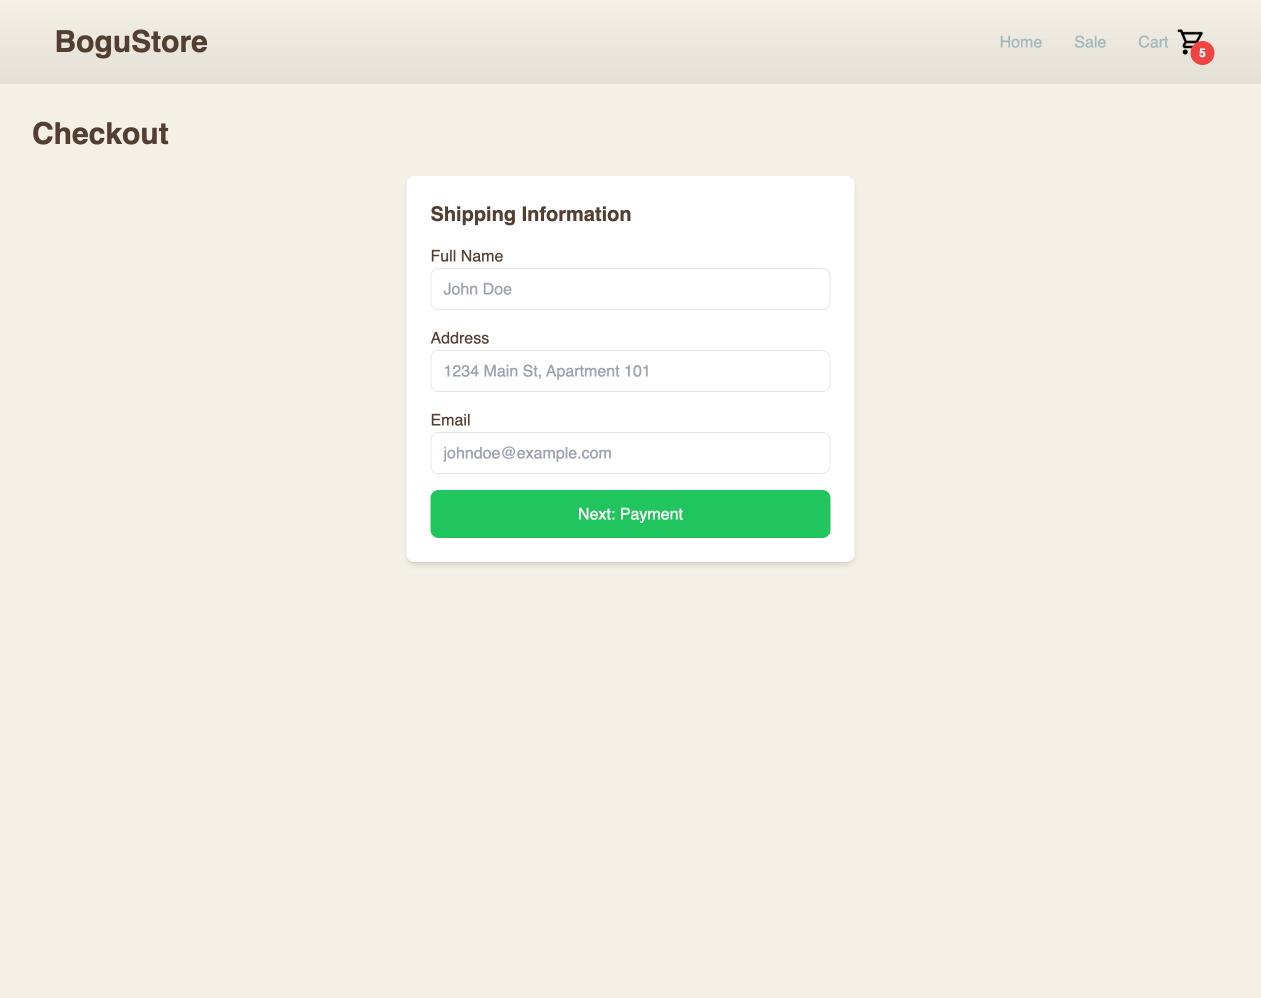 BoguStore
Home Sale Cart 5
Checkout
Shipping Information
Full Name
John Doe
Address
1234 Main St, Apartment 101
Email
johndoe@example.com
Next: Payment